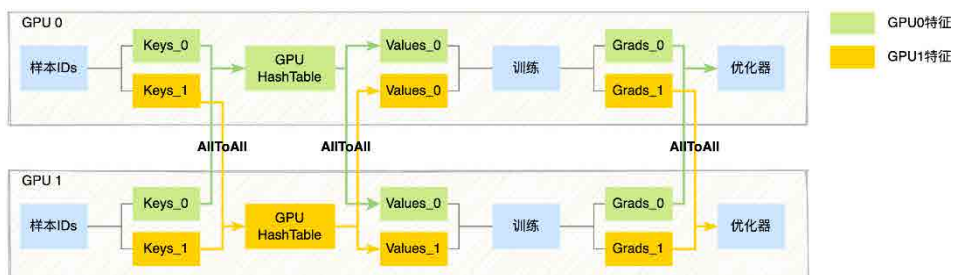 GPU 0
GPU0特征
GPU1特征
样本IDs
Keys_0
Keys_1
GPU
HashTable
Values_0
Values_0
训练
Grads_0
Grads_1
优化器
AllToAll
AllToAll
AllToAll
GPU 1
样本IDs
Keys_0
Keys_1
GPU
HashTable
Values_0
Values_1
训练
Grads_0
Grads_1
优化器